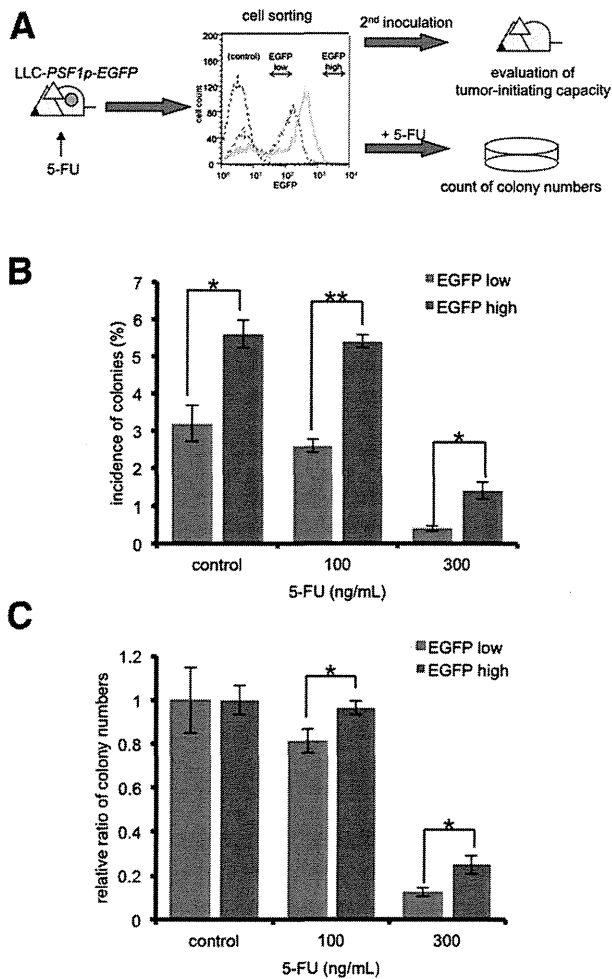 A
cell sorting
LLC-PSF1p-EGFP
5-FU
200
160
120
80
40
0
cell count
(control)
EGFP
low
EGFP
high
10⁰
10¹
10²
10³
10⁴
EGFP
2nd inoculation
evaluation of
tumor-initiating capacity
+ 5-FU
count of colony numbers
B
7
6
5
4
3
2
1
0
incidence of colonies (%)
*
**
*
EGFP low
EGFP high
control
100
300
5-FU (ng/mL)
C
1.2
1
0.8
0.6
0.4
0.2
0
relative ratio of colony numbers
*
*
EGFP low
EGFP high
control
100
300
5-FU (ng/mL)